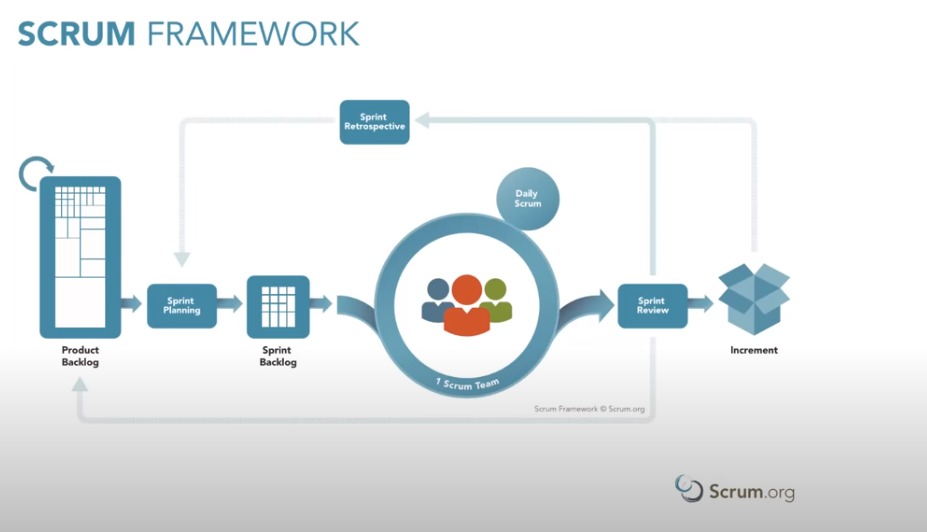 SCRUM FRAMEWORK
Sprint
Retrospective
Daily
Scrum
Sprint
Planning
Sprint
Review
Product
Backlog
Sprint
Backlog
1 Scrum Team
Increment
Scrum Framework © Scrum.org
Scrum.org